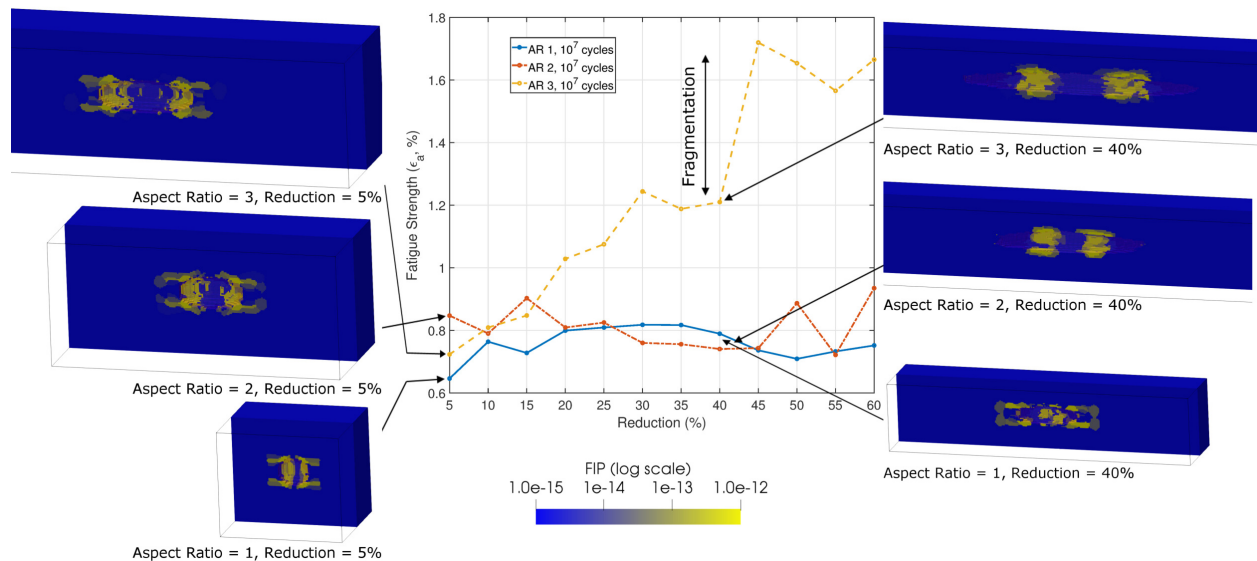 Aspect Ratio = 3, Reduction = 5%
Aspect Ratio = 2, Reduction = 5%
Aspect Ratio = 1, Reduction = 5%
1.8
1.6
1.4
1.2
1
0.8
0.6
Fatigue Strength (ϵa, %)
AR 1, 10^7 cycles
AR 2, 10^7 cycles
AR 3, 10^7 cycles
Fragmentation
5 10 15 20 25 30 35 40 45 50 55 60
Reduction (%)
Aspect Ratio = 3, Reduction = 40%
Aspect Ratio = 2, Reduction = 40%
Aspect Ratio = 1, Reduction = 40%
FIP (log scale)
1.0e-15 1e-14 1e-13 1.0e-12